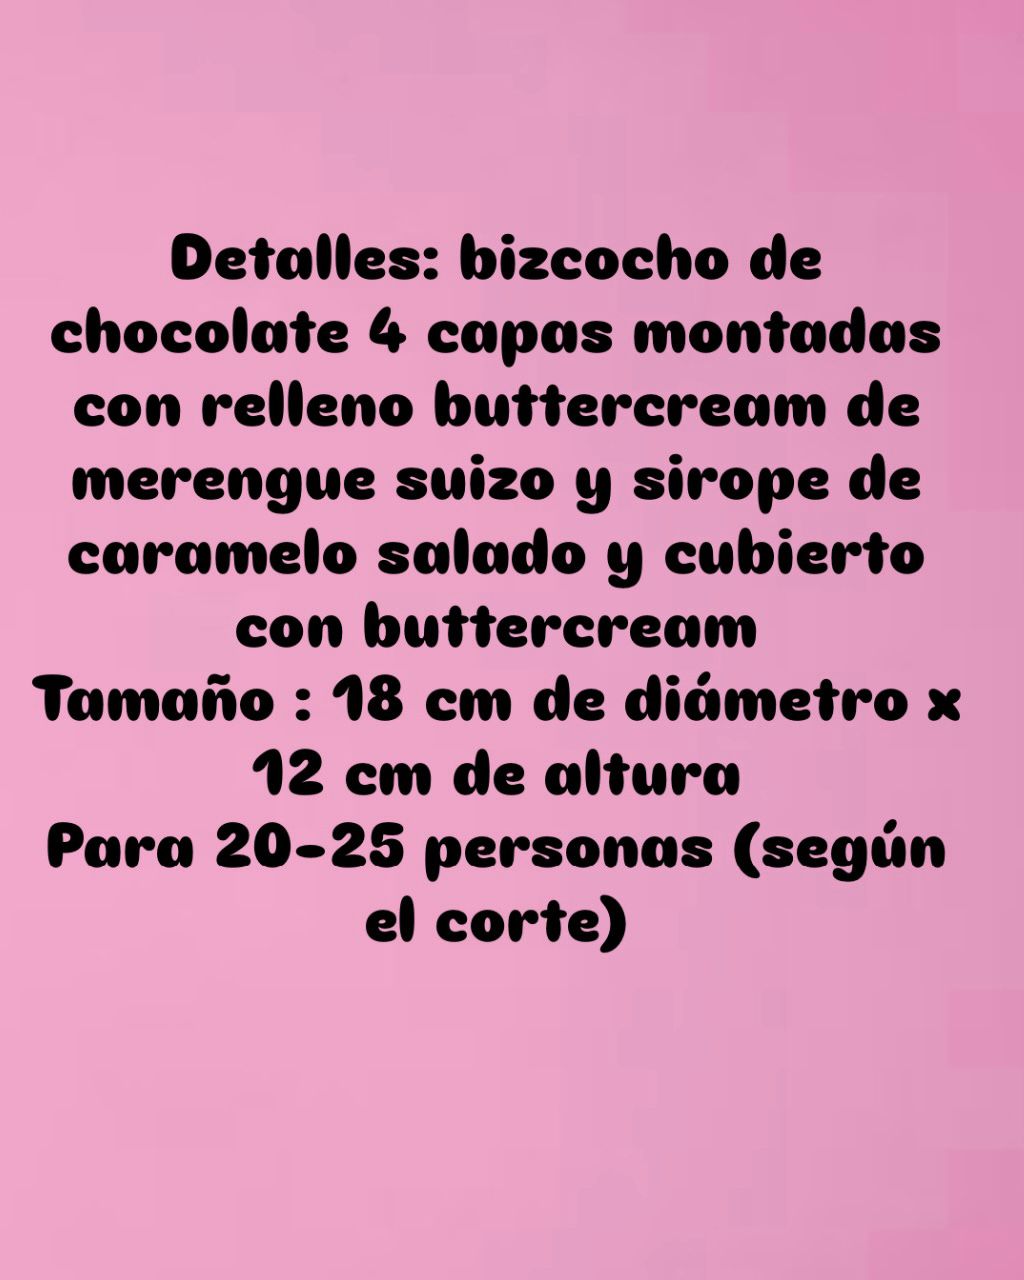 Detalles: bizcocho de
chocolate 4 capas montadas
con relleno buttercream de
merengue suizo y sirope de
caramelo salado y cubierto
con buttercream
Tamaño : 18 cm de diámetro x
12 cm de altura
Para 20-25 personas (según
el corte)